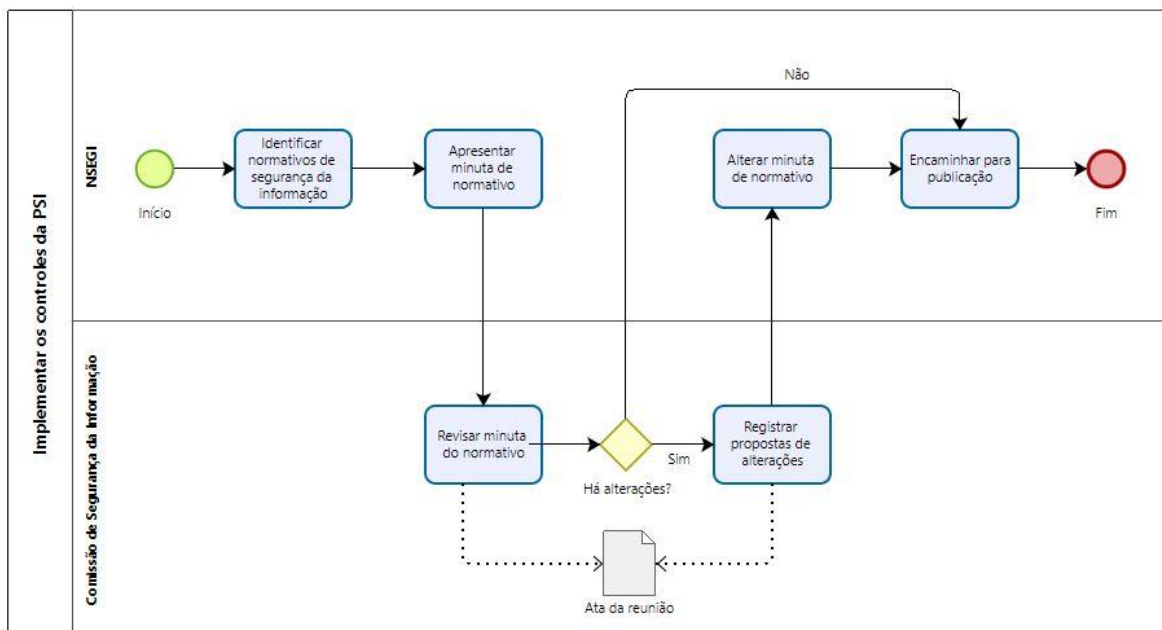 Implementar os controles da PSI
NSEGI
Início
Identificar
normativos de
segurança da
informação
Apresentar
minuta de
normativo
Não
Alterar minuta
de normativo
Encaminhar para
publicação
Fim
Comissão de Segurança da Informação
Revisar minuta
do normativo
Há alterações?
Sim
Registrar
propostas de
alterações
Ata da reunião